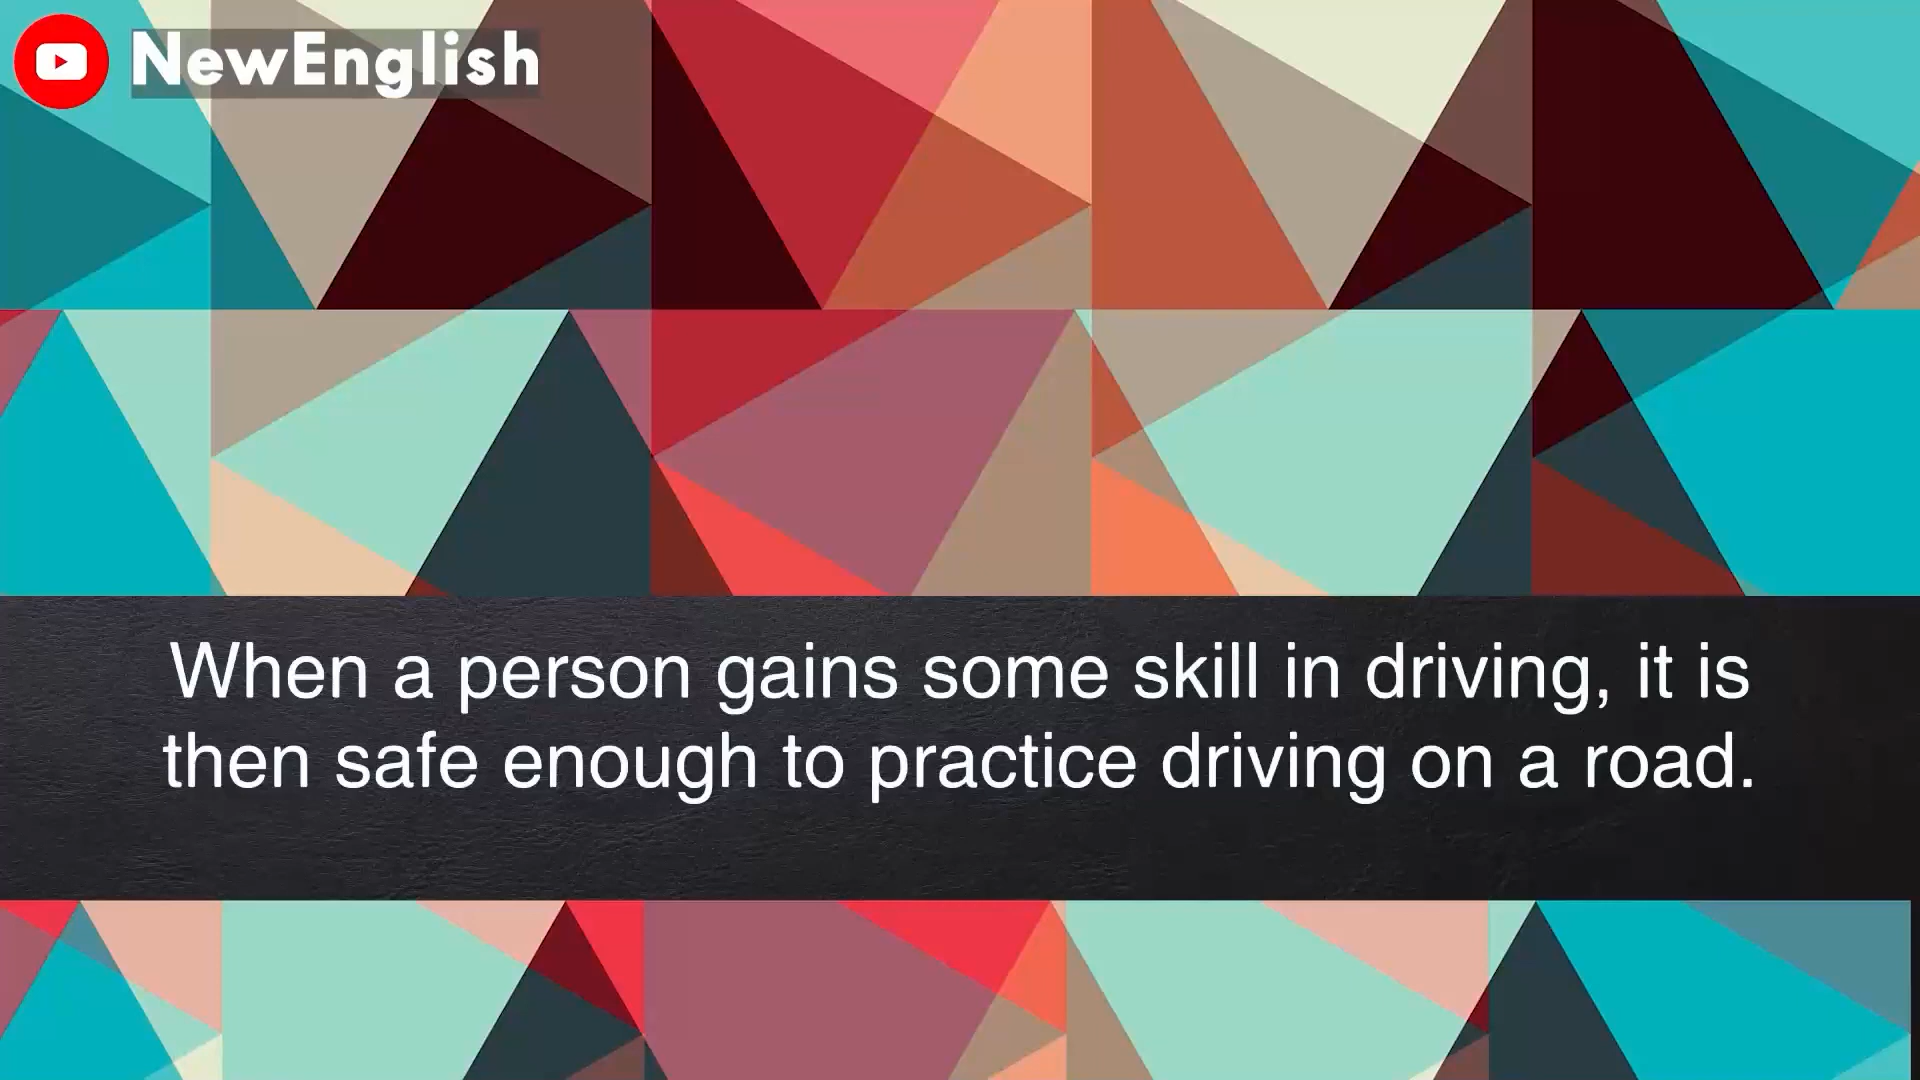 NewEnglish
When a person gains some skill in driving, it is
then safe enough to practice driving on a road.